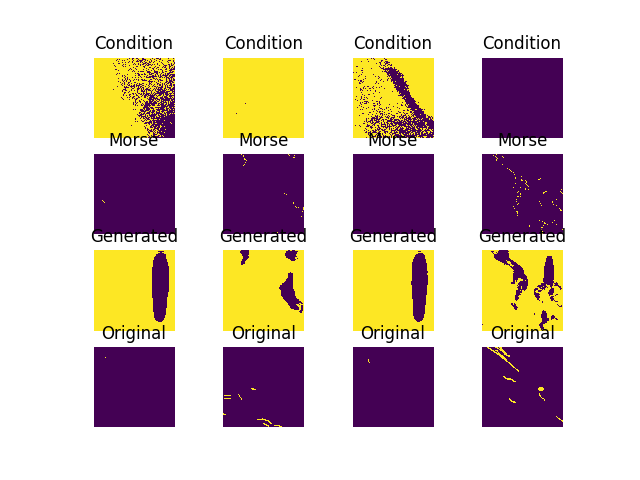 Condition Condition Condition Condition
Morse Morse Morse Morse
Generated Generated Generated Generated
Original Original Original Original